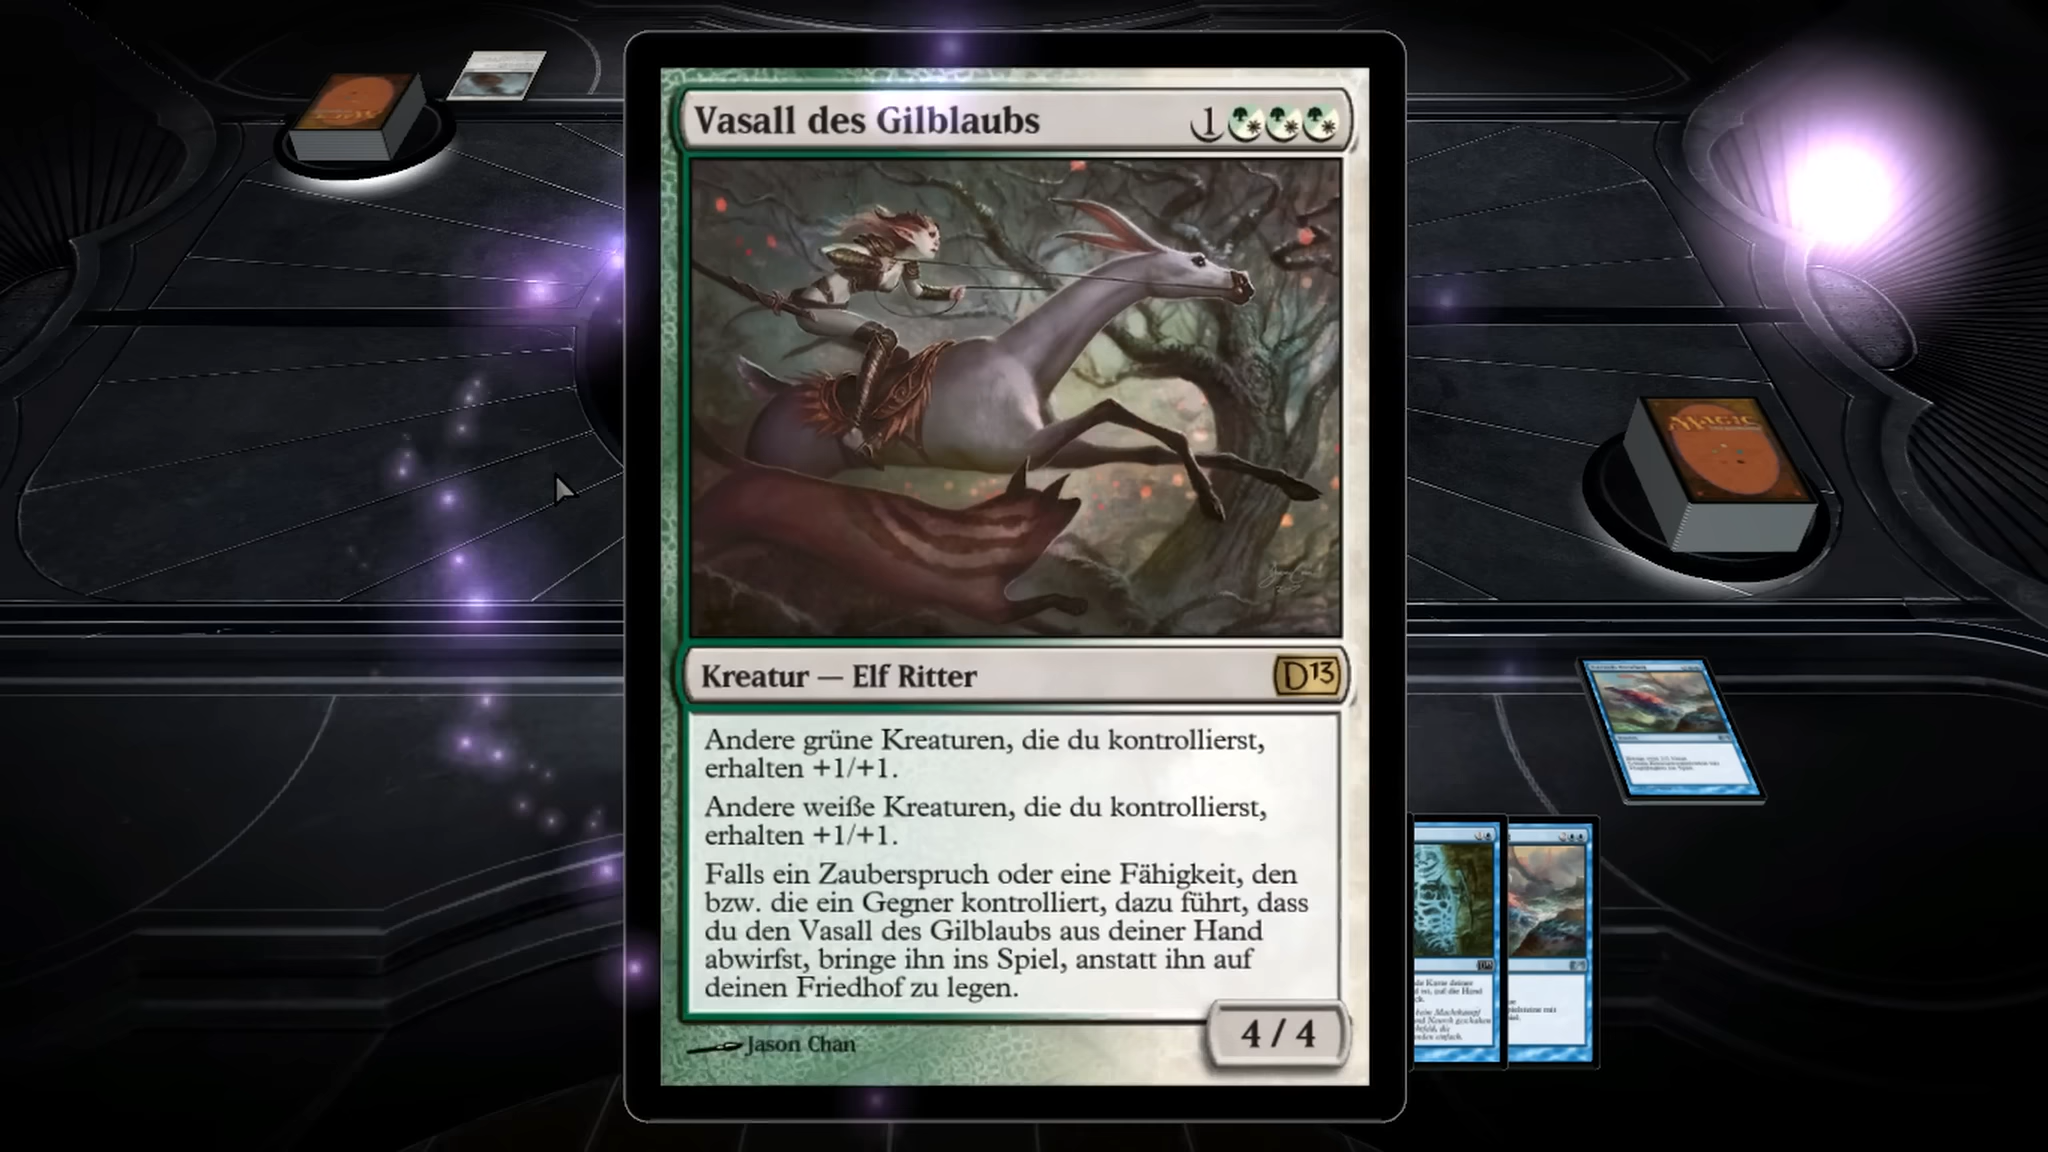 Vasall des Gilblaubs
1
Kreatur — Elf Ritter
D13
Andere grüne Kreaturen, die du kontrollierst,
erhalten +1/+1.
Andere weiße Kreaturen, die du kontrollierst,
erhalten +1/+1.
Falls ein Zauberspruch oder eine Fähigkeit, den
bzw. die ein Gegner kontrolliert, dazu führt, dass
du den Vasall des Gilblaubs aus deiner Hand
abwirfst, bringe ihn ins Spiel, anstatt ihn auf
deinen Friedhof zu legen.
4 / 4
Jason Chan
MAGIC